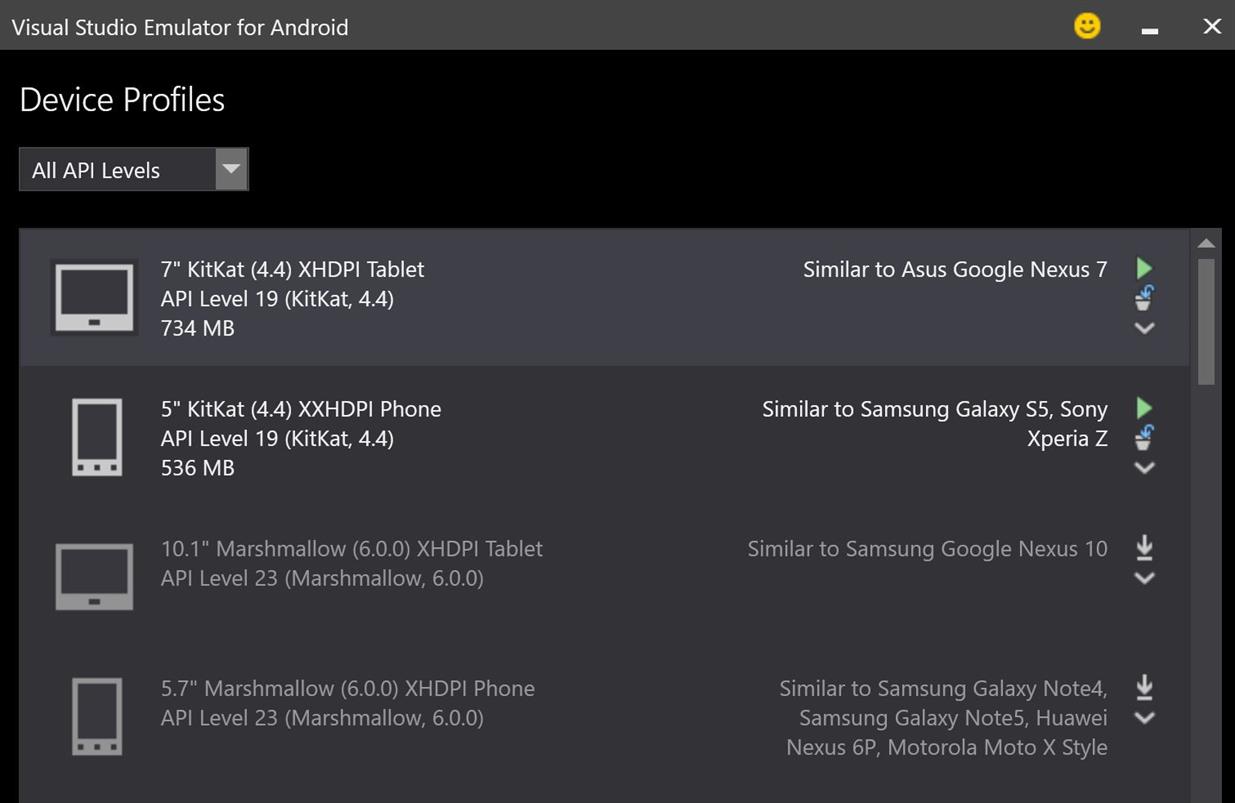 Visual Studio Emulator for Android
Device Profiles
All API Levels
7" KitKat (4.4) XHDPI Tablet
API Level 19 (KitKat, 4.4)
734 MB
Similar to Asus Google Nexus 7
5" KitKat (4.4) XXHDPI Phone
API Level 19 (KitKat, 4.4)
536 MB
Similar to Samsung Galaxy S5, Sony
Xperia Z
10.1" Marshmallow (6.0.0) XHDPI Tablet
API Level 23 (Marshmallow, 6.0.0)
Similar to Samsung Google Nexus 10
5.7" Marshmallow (6.0.0) XHDPI Phone
API Level 23 (Marshmallow, 6.0.0)
Similar to Samsung Galaxy Note4,
Samsung Galaxy Note5, Huawei
Nexus 6P, Motorola Moto X Style